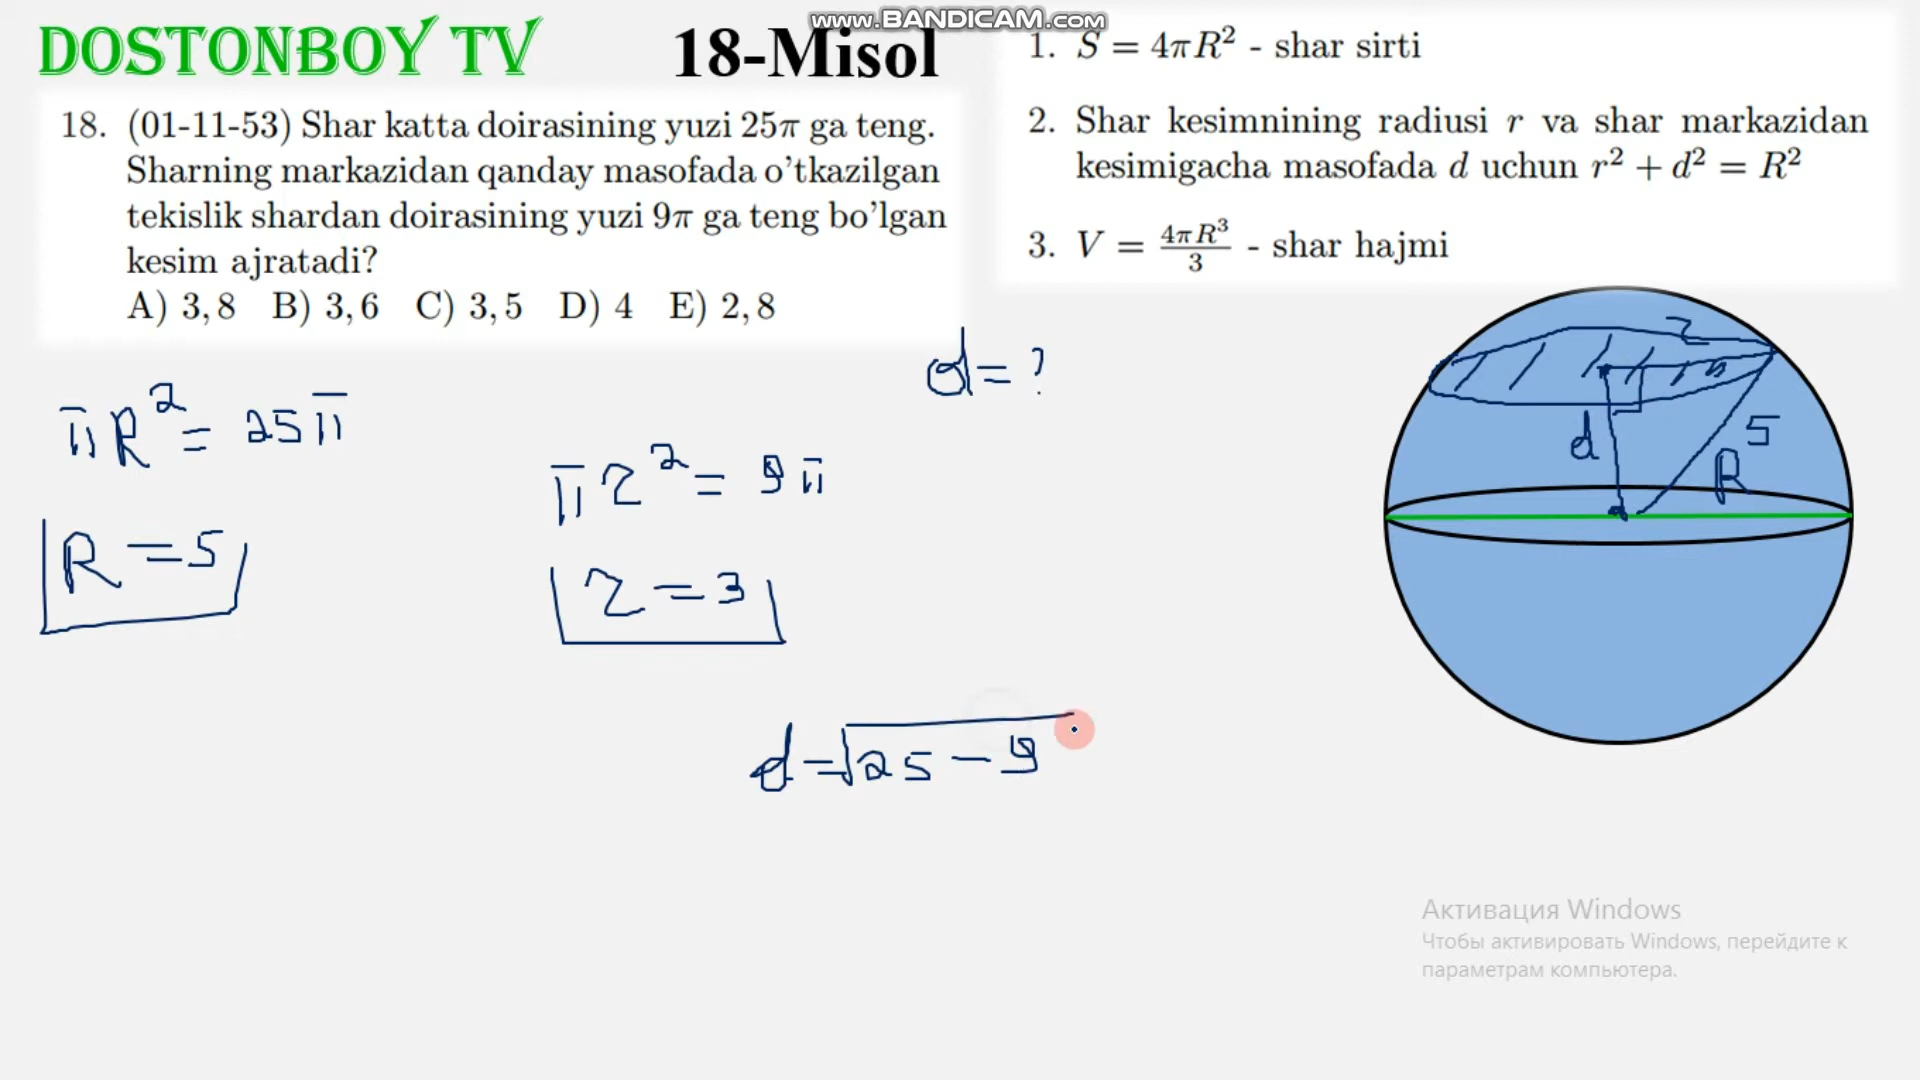 www.BANDICAM.com
DOSTONBOY TV
18-Misol
18. (01-11-53) Shar katta doirasining yuzi 25π ga teng.
Sharning markazidan qanday masofada o'tkazilgan
tekislik shardan doirasining yuzi 9π ga teng bo'lgan
kesim ajratadi?
A) 3, 8 B) 3, 6 C) 3, 5 D) 4 E) 2, 8
1. S = 4πR² - shar sirti
2. Shar kesimnining radiusi r va shar markazidan
kesimigacha masofada d uchun r² + d² = R²
3. V = 4πR³/3 - shar hajmi
d = ?
πR² = 25π
R = 5
πr² = 9π
r = 3
d = √25 − 9
r
d
5
R
Активация Windows
Чтобы активировать Windows, перейдите к
параметрам компьютера.